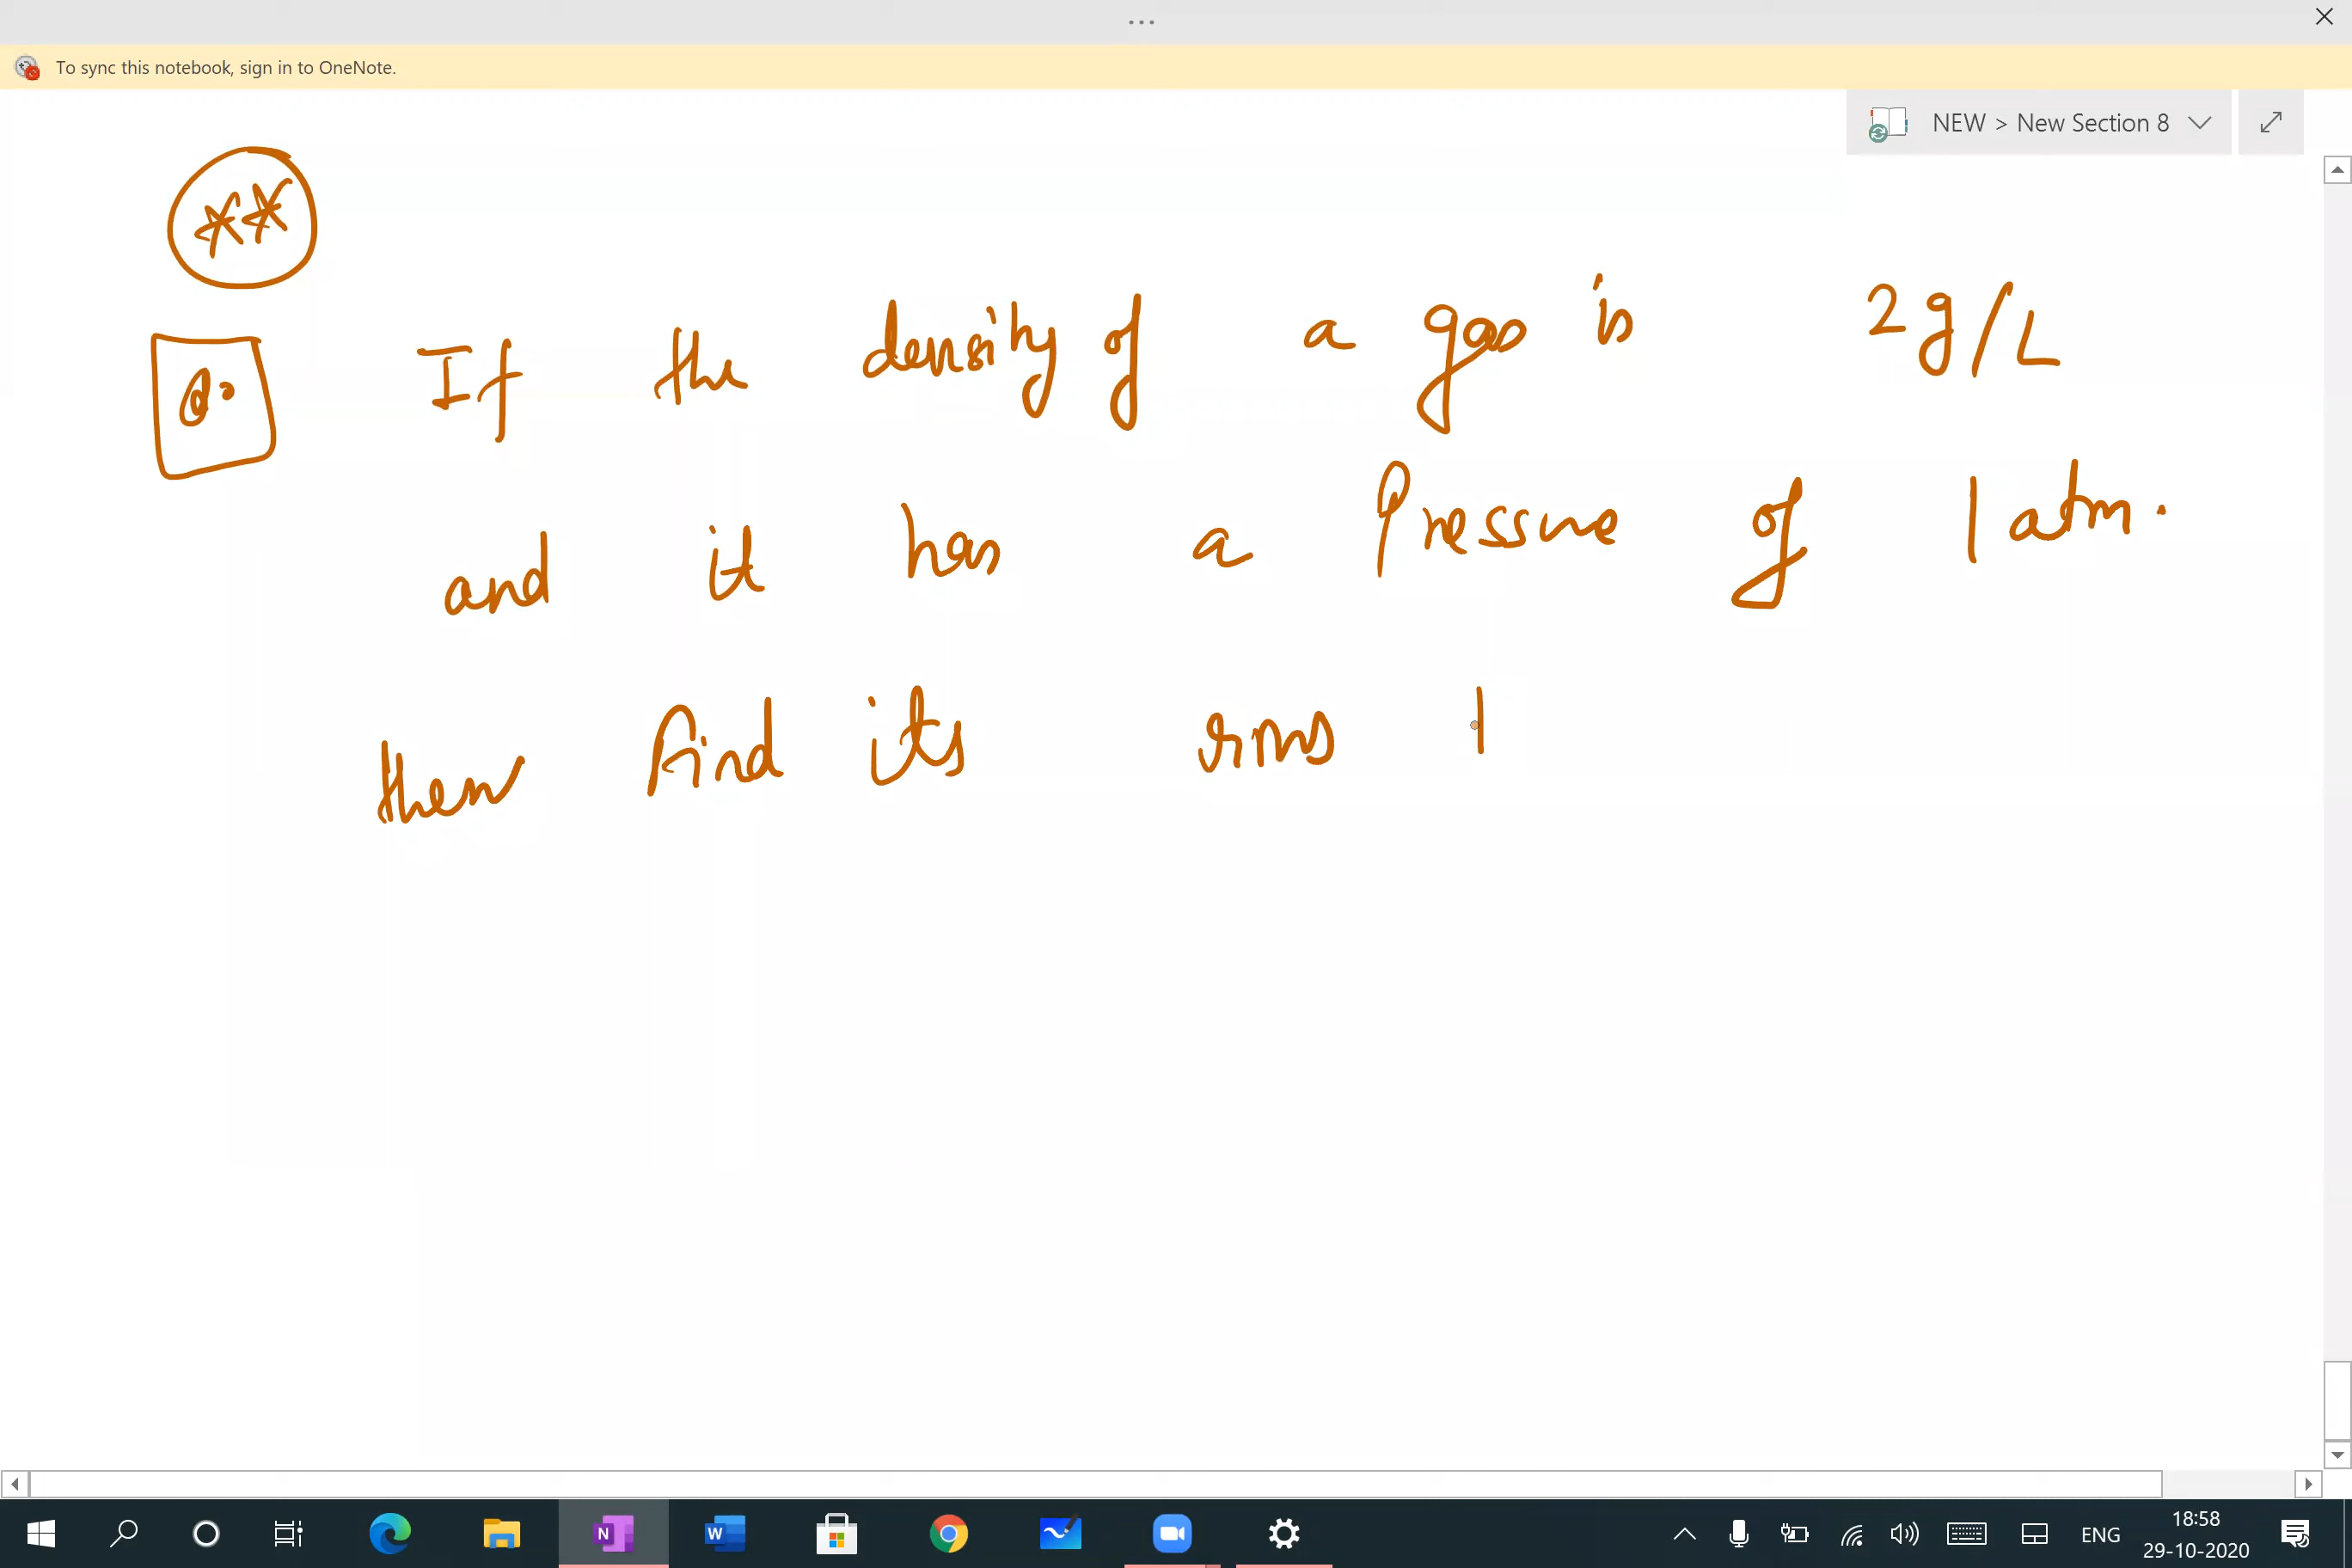 To sync this notebook, sign in to OneNote.
NEW > New Section 8
**
Q.
If the density of a gas is 2g/L
and it has a Pressure of 1 atm.
then find its rms
N
W
ENG
18:58
29-10-2020